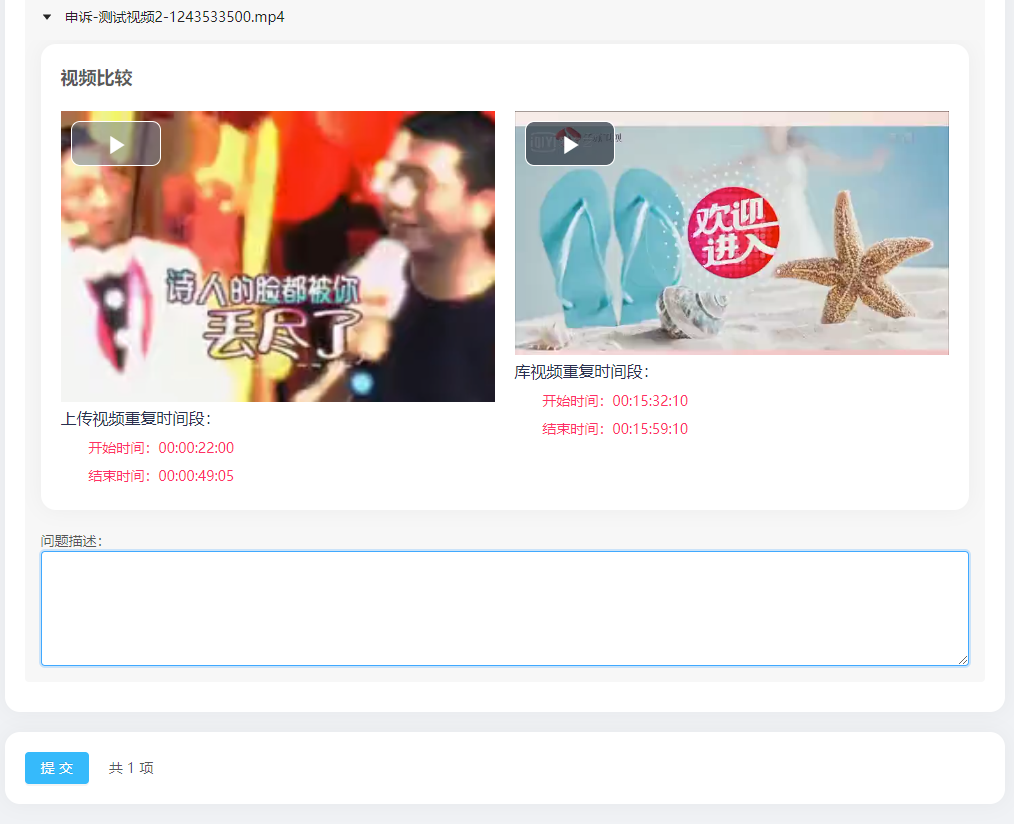 申诉-测试视频2-1243533500.mp4
视频比较
诗人的脸都被你
丢尽了
上传视频重复时间段：
开始时间：00:00:22:00
结束时间：00:00:49:05
欢迎
进入
库视频重复时间段：
开始时间：00:15:32:10
结束时间：00:15:59:10
问题描述：
提 交
共 1 项